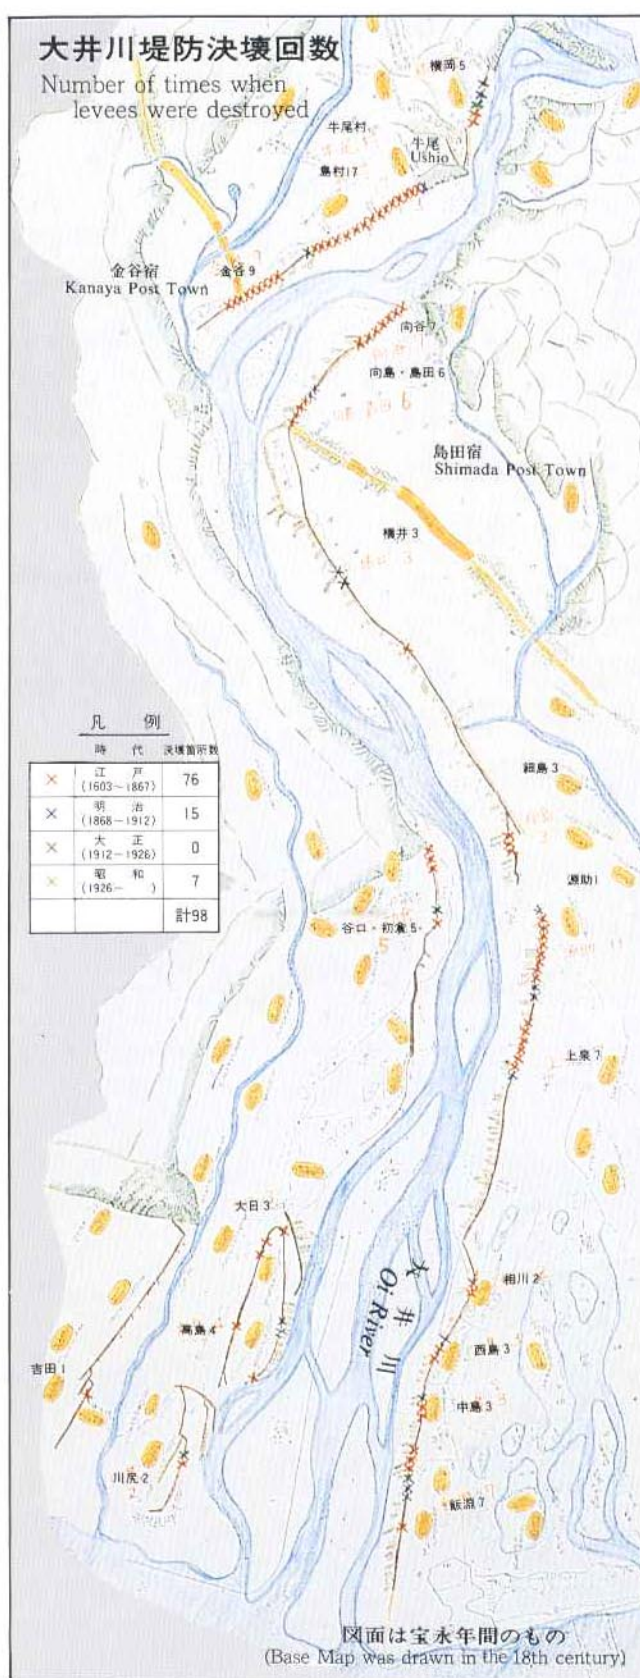 大井川堤防決壊回数
Number of times when
levees were destroyed
横岡5
牛尾村
牛尾
Ushio
島村17
金谷宿
Kanaya Post Town
金谷9
向谷7
向島・島田6
島田宿
Shimada Post Town
横井3
凡 例
時 代 決壊箇所数
× 江 戸 76
(1603～1867)
× 明 治 15
(1868－1912)
× 大 正 0
(1912－1926)
× 昭 和 7
(1926－ )
計98
細島3
源助1
谷口・初倉5
上泉7
大日3
相川2
大井川
Oi River
高島4
西島3
吉田1
中島3
川尻2
飯淵7
図面は宝永年間のもの
(Base Map was drawn in the 18th century)